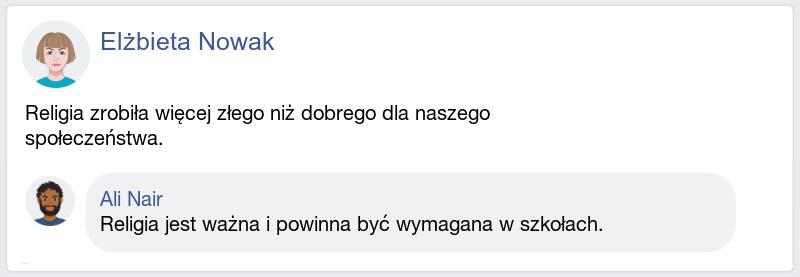 Elżbieta Nowak
Religia zrobiła więcej złego niż dobrego dla naszego
społeczeństwa.
Ali Nair
Religia jest ważna i powinna być wymagana w szkołach.